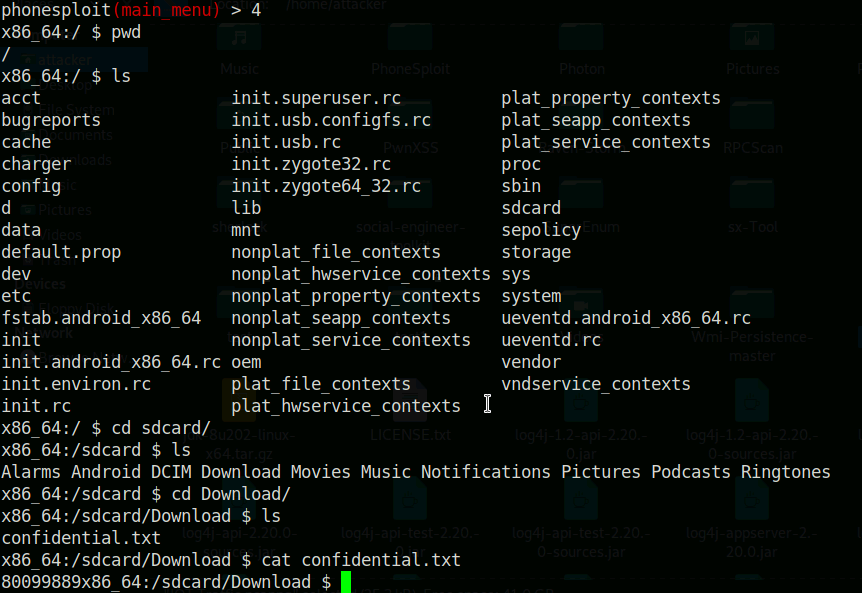 phonesploit(main_menu) > 4
x86_64:/ $ pwd
/
x86_64:/ $ ls
acct init.superuser.rc plat_property_contexts
bugreports init.usb.configfs.rc plat_seapp_contexts
cache init.usb.rc plat_service_contexts
charger init.zygote32.rc proc
config init.zygote64_32.rc sbin
d lib sdcard
data mnt sepolicy
default.prop nonplat_file_contexts storage
dev nonplat_hwservice_contexts sys
etc nonplat_property_contexts system
fstab.android_x86_64 nonplat_seapp_contexts ueventd.android_x86_64.rc
init nonplat_service_contexts ueventd.rc
init.android_x86_64.rc oem vendor
init.environ.rc plat_file_contexts vndservice_contexts
init.rc plat_hwservice_contexts
x86_64:/ $ cd sdcard/
x86_64:/sdcard $ ls
Alarms Android DCIM Download Movies Music Notifications Pictures Podcasts Ringtones
x86_64:/sdcard $ cd Download/
x86_64:/sdcard/Download $ ls
confidential.txt
x86_64:/sdcard/Download $ cat confidential.txt
80099889x86_64:/sdcard/Download $